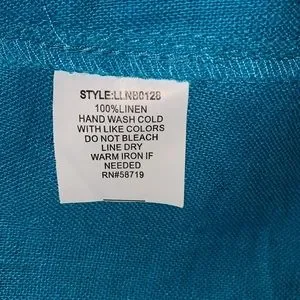 STYLE:LLNB0128
100%LINEN
HAND WASH COLD
WITH LIKE COLORS
DO NOT BLEACH
LINE DRY
WARM IRON IF
NEEDED
RN#58719